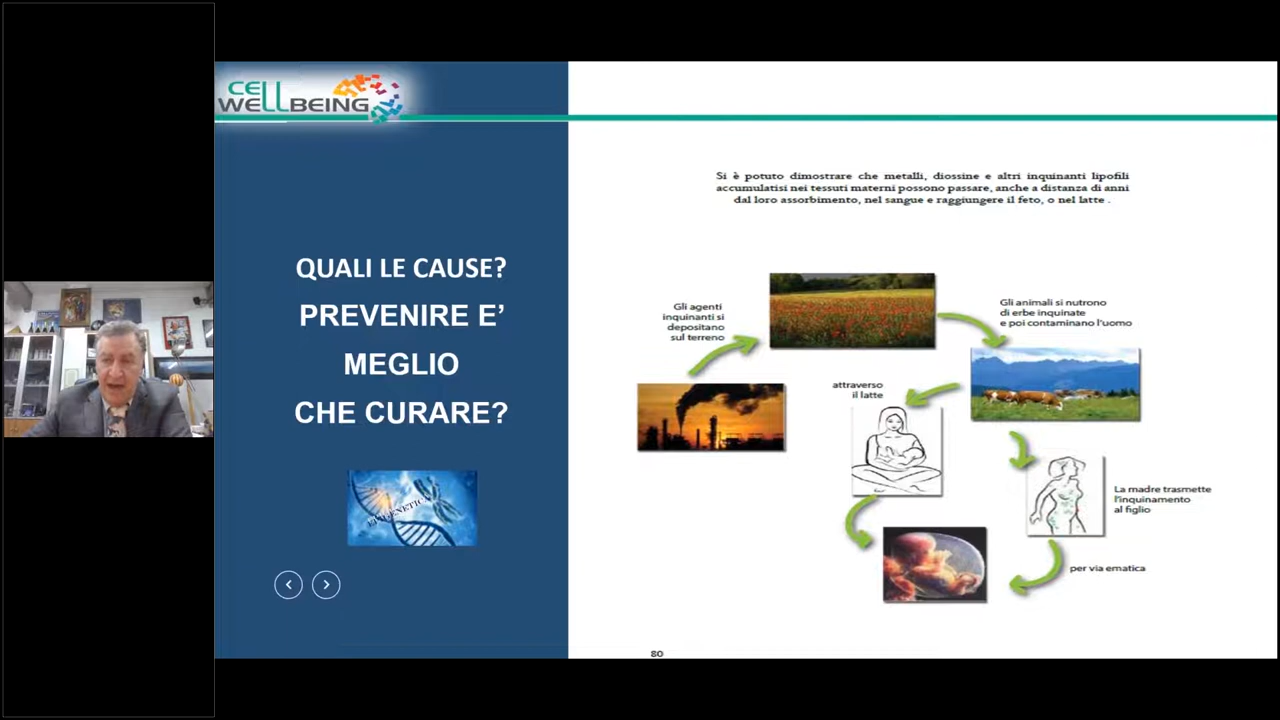 CELL
WELLBEING
Si è potuto dimostrare che metalli, diossine e altri inquinanti lipofili
accumulatisi nei tessuti materni possono passare, anche a distanza di anni
dal loro assorbimento, nel sangue e raggiungere il feto, o nel latte .
QUALI LE CAUSE?
PREVENIRE E’
MEGLIO
CHE CURARE?
EPIGENETICA
Gli agenti
inquinanti si
depositano
sul terreno
Gli animali si nutrono
di erbe inquinate
e poi contaminano l'uomo
attraverso
il latte
La madre trasmette
l'inquinamento
al figlio
per via ematica
80